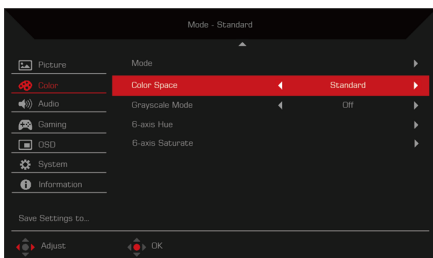 Mode - Standard
Picture
Mode
Color
Color Space
Standard
Audio
Grayscale Mode
Off
Gaming
6-axis Hue
OSD
6-axis Saturate
System
Information
Save Settings to...
Adjust
OK